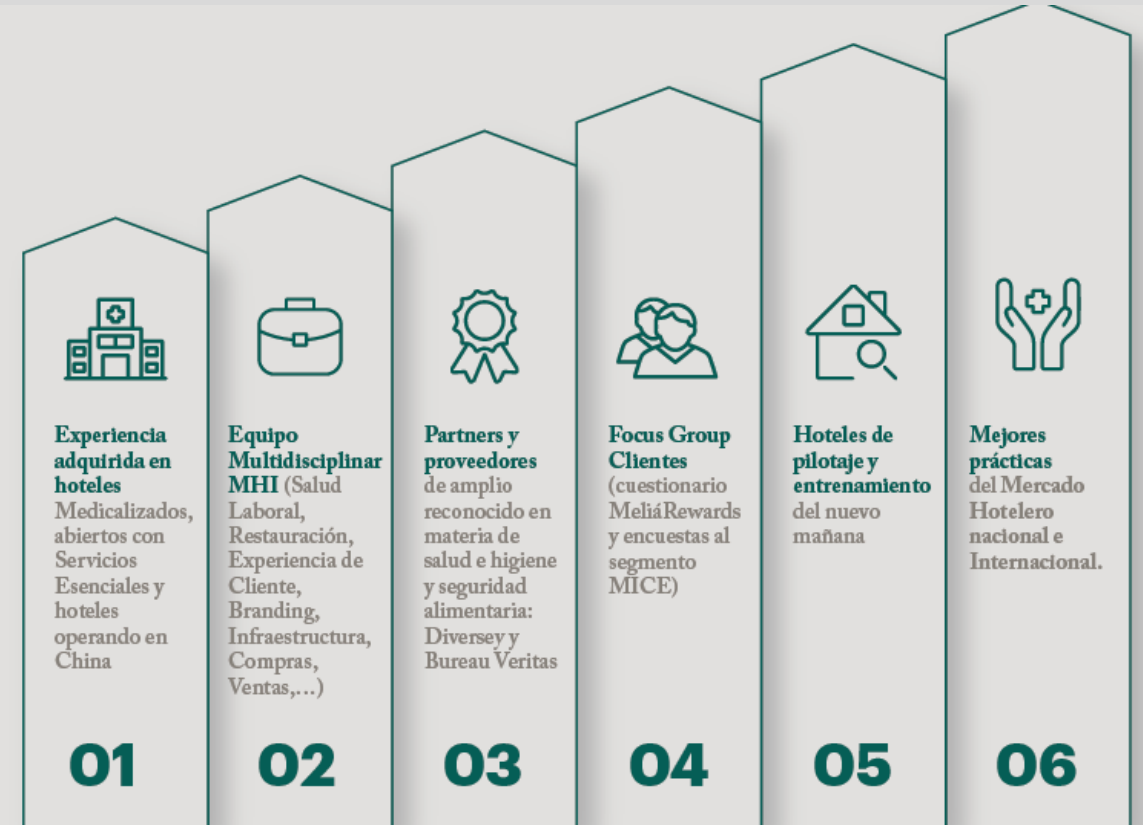 Experiencia
adquirida en
hoteles
Medicalizados,
abiertos con
Servicios
Esenciales y
hoteles
operando en
China
01
Equipo
Multidisciplinar
MHI (Salud
Laboral,
Restauración,
Experiencia de
Cliente,
Branding,
Infraestructura,
Compras,
Ventas,...)
02
Partners y
proveedores
de amplio
reconocido en
materia de
salud e higiene
y seguridad
alimentaria:
Diversey y
Bureau Veritas
03
Focus Group
Clientes
(cuestionario
MeliáRewards
y encuestas al
segmento
MICE)
04
Hoteles de
pilotaje y
entrenamiento
del nuevo
mañana
05
Mejores
prácticas
del Mercado
Hotelero
nacional e
Internacional.
06